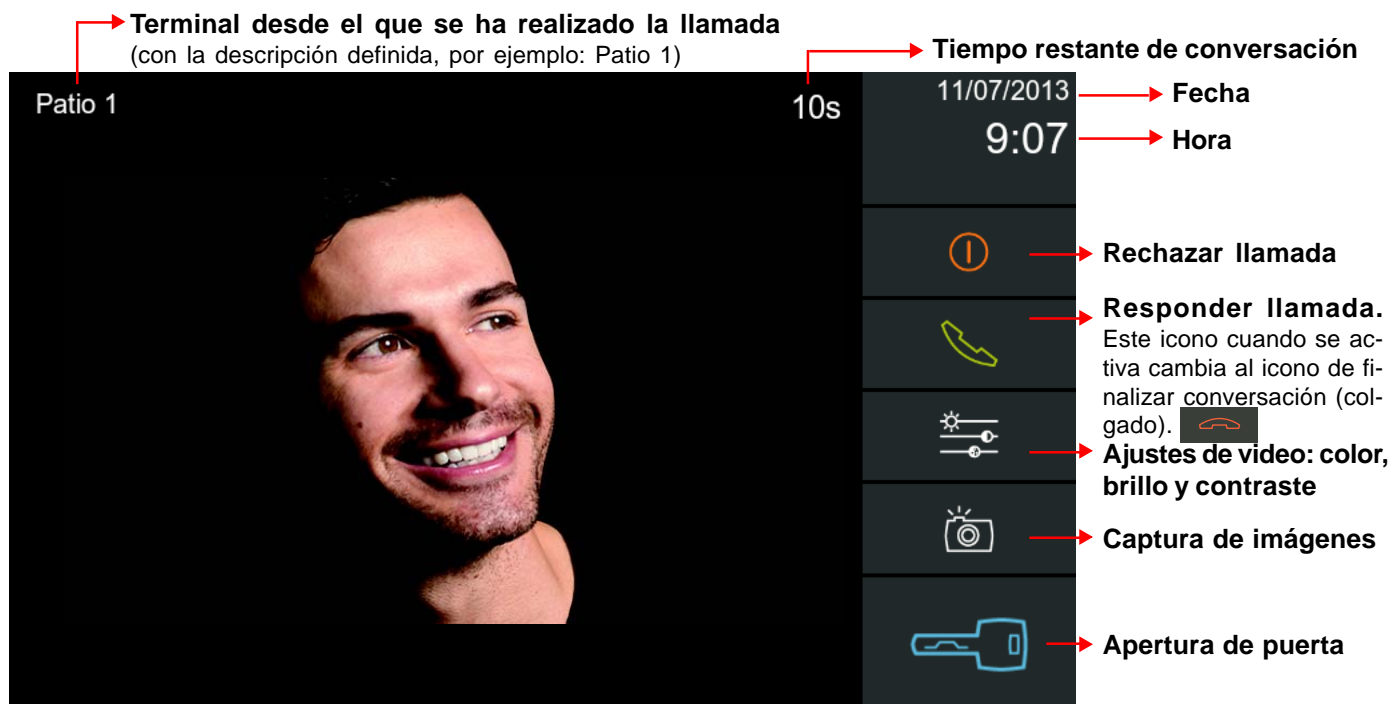 Terminal desde el que se ha realizado la llamada
(con la descripción definida, por ejemplo: Patio 1)
Tiempo restante de conversación
Patio 1
10s
11/07/2013
Fecha
9:07
Hora
Rechazar llamada
Responder llamada.
Este icono cuando se ac-
tiva cambia al icono de fi-
nalizar conversación (col-
gado).
Ajustes de video: color,
brillo y contraste
Captura de imágenes
Apertura de puerta